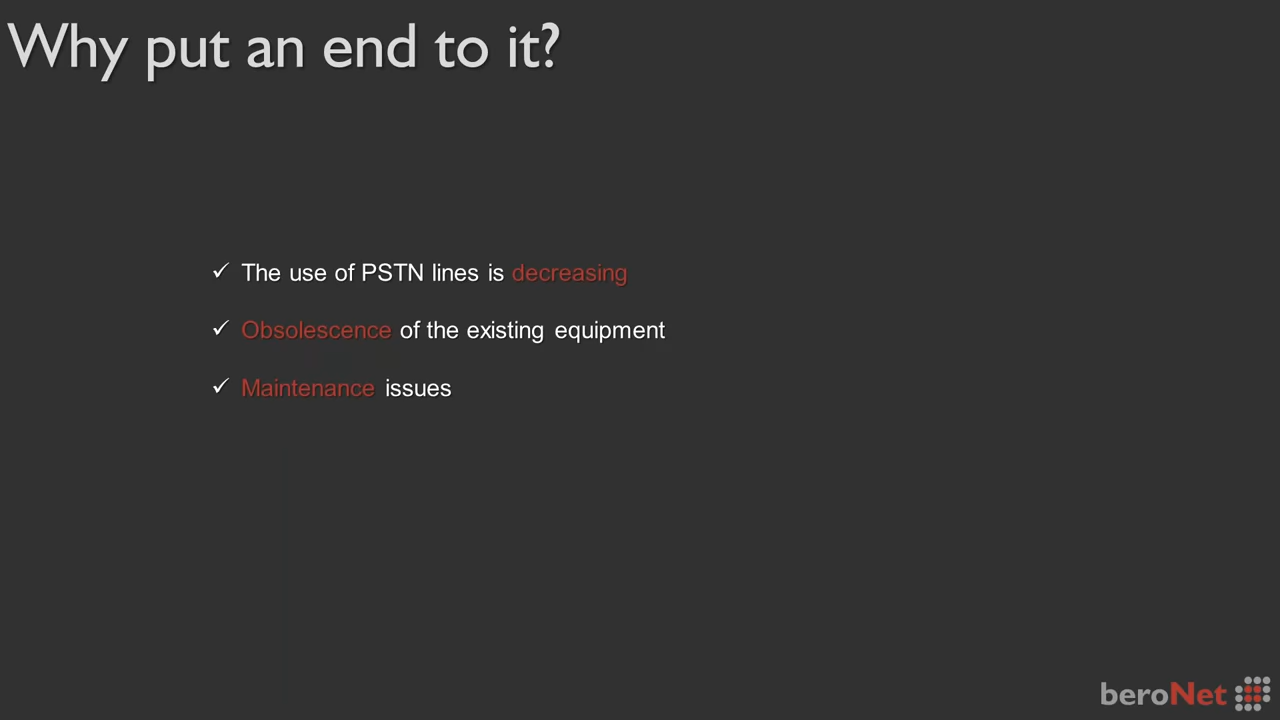 Why put an end to it?
✓ The use of PSTN lines is decreasing
✓ Obsolescence of the existing equipment
✓ Maintenance issues
beroNet